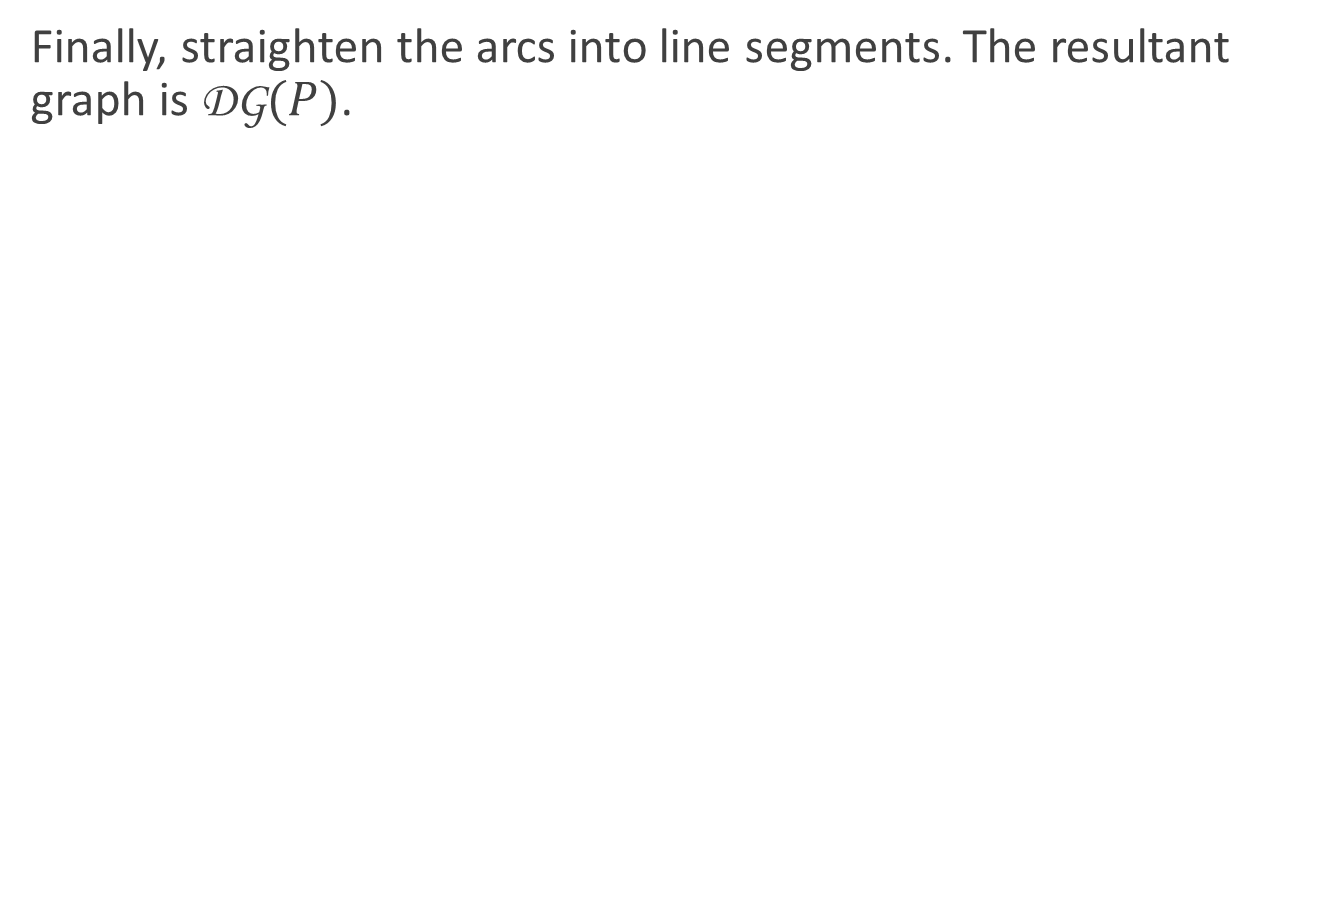 Finally, straighten the arcs into line segments. The resultant
graph is 𝒟𝒢(𝑃).